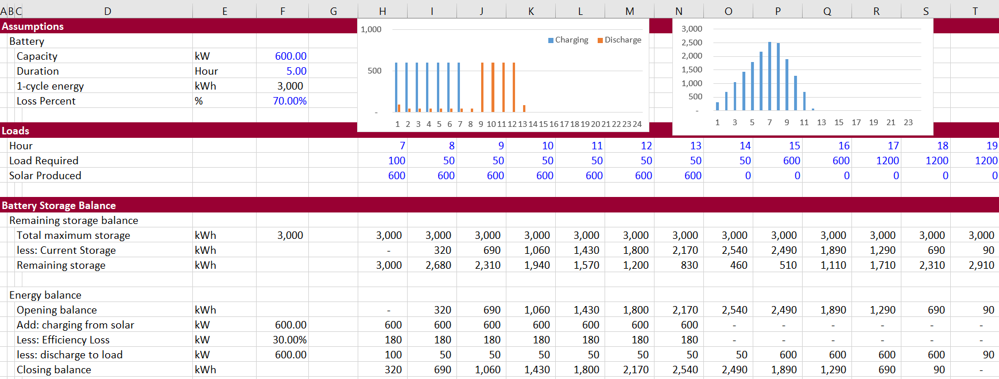 A B C D E F G H I J K L M N O P Q R S T
Assumptions
Battery
Capacity kW 600.00
Duration Hour 5.00
1-cycle energy kWh 3,000
Loss Percent % 70.00%
1,000
500
-
Charging Discharge
1 2 3 4 5 6 7 8 9 10 11 12 13 14 15 16 17 18 19 20 21 22 23 24
3,000
2,500
2,000
1,500
1,000
500
-
1 3 5 7 9 11 13 15 17 19 21 23
Loads
Hour 7 8 9 10 11 12 13 14 15 16 17 18 19
Load Required 100 50 50 50 50 50 50 50 600 600 1200 1200 1200
Solar Produced 600 600 600 600 600 600 600 0 0 0 0 0 0
Battery Storage Balance
Remaining storage balance
Total maximum storage kWh 3,000 3,000 3,000 3,000 3,000 3,000 3,000 3,000 3,000 3,000 3,000 3,000 3,000 3,000
less: Current Storage kWh - 320 690 1,060 1,430 1,800 2,170 2,540 2,490 1,890 1,290 690 90
Remaining storage kWh 3,000 2,680 2,310 1,940 1,570 1,200 830 460 510 1,110 1,710 2,310 2,910
Energy balance
Opening balance kWh - 320 690 1,060 1,430 1,800 2,170 2,540 2,490 1,890 1,290 690 90
Add: charging from solar kW 600.00 600 600 600 600 600 600 600 - - - - - -
Less: Efficiency Loss kW 30.00% 180 180 180 180 180 180 180 - - - - - -
less: discharge to load kW 600.00 100 50 50 50 50 50 50 50 600 600 600 600 90
Closing balance kWh 320 690 1,060 1,430 1,800 2,170 2,540 2,490 1,890 1,290 690 90 -